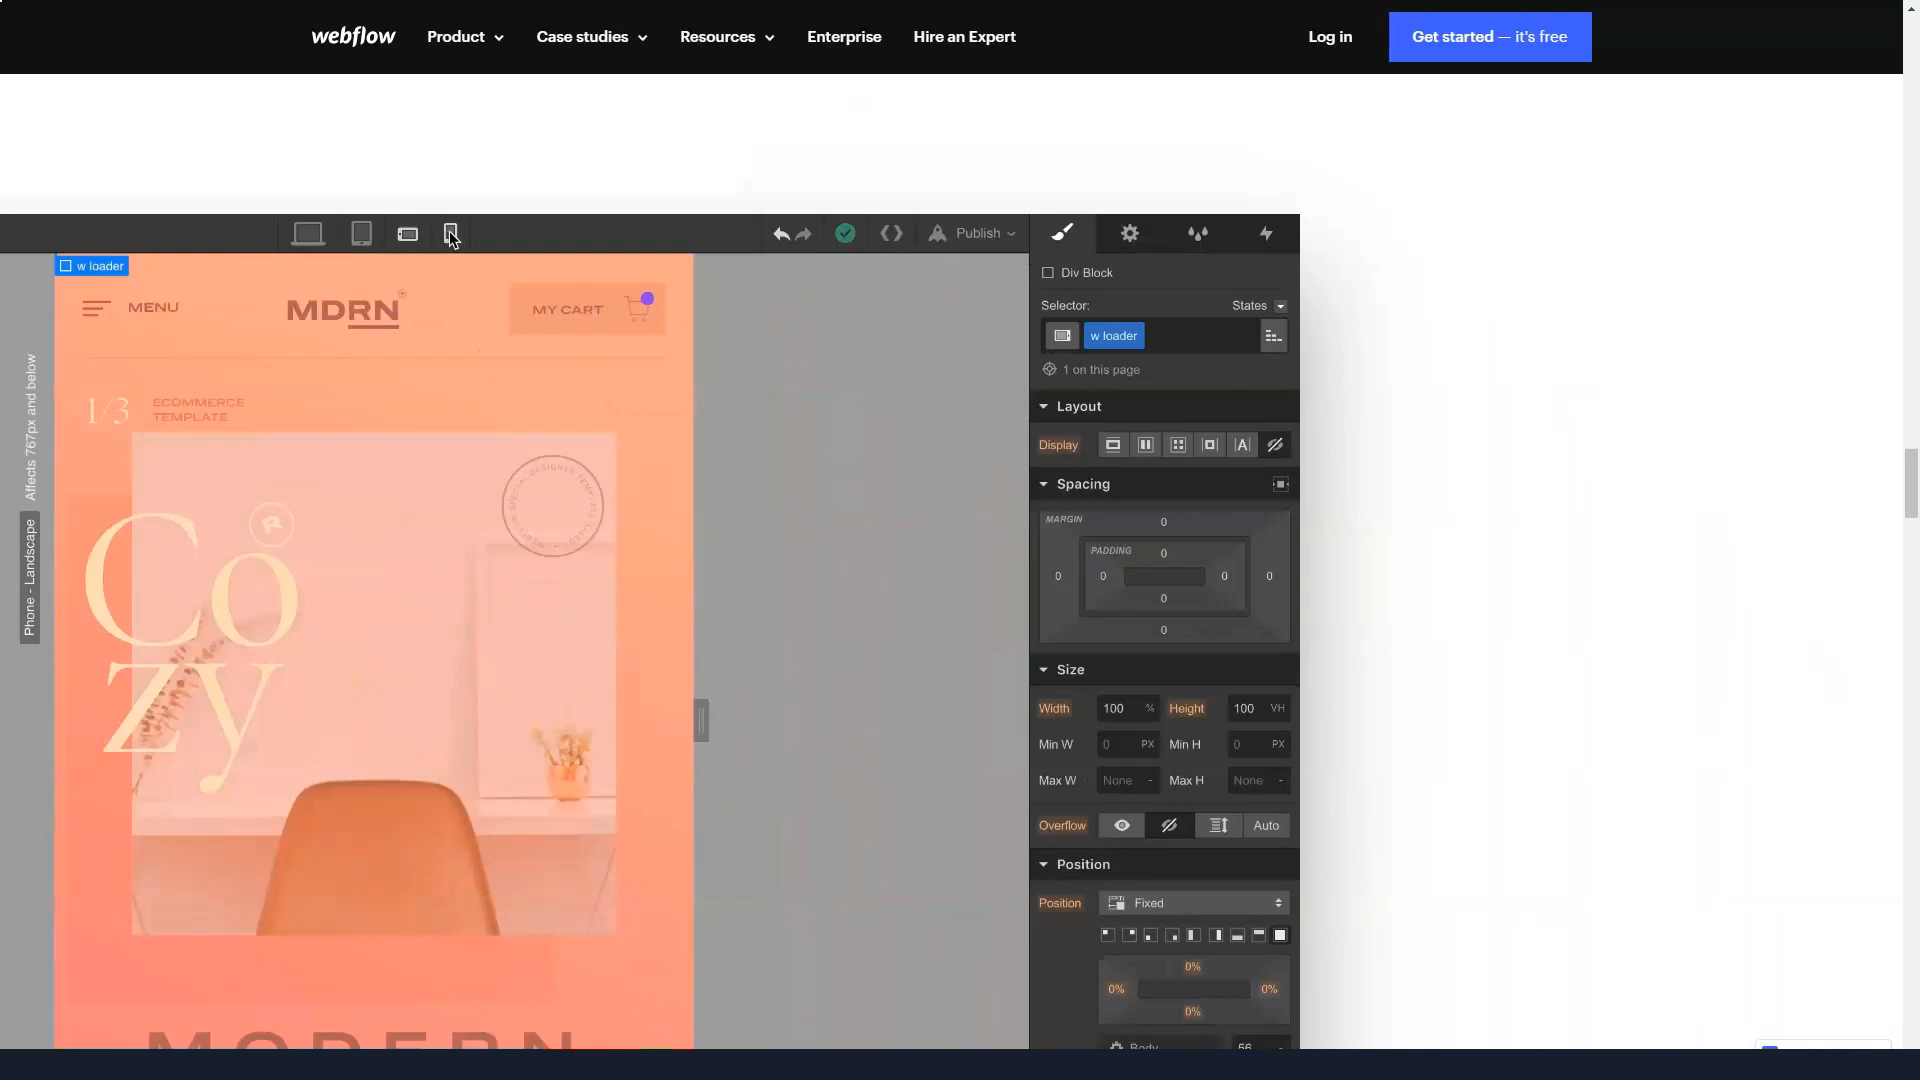 webflow Product Case studies Resources Enterprise Hire an Expert Log in Get started — it's free
Publish
w loader
Div Block
MENU
MDRN
MY CART
Selector: States
w loader
1 on this page
Affects 767px and below
Phone - Landscape
1/3
ECOMMERCE
TEMPLATE
Layout
Display
Spacing
MARGIN 0
PADDING 0
0 0 0 0
0
0
Co
zy
Size
Width 100 % Height 100 VH
Min W 0 PX Min H 0 PX
Max W None - Max H None -
Overflow Auto
Position
Position Fixed
0%
0% 0%
0%
Body 56
MODERN